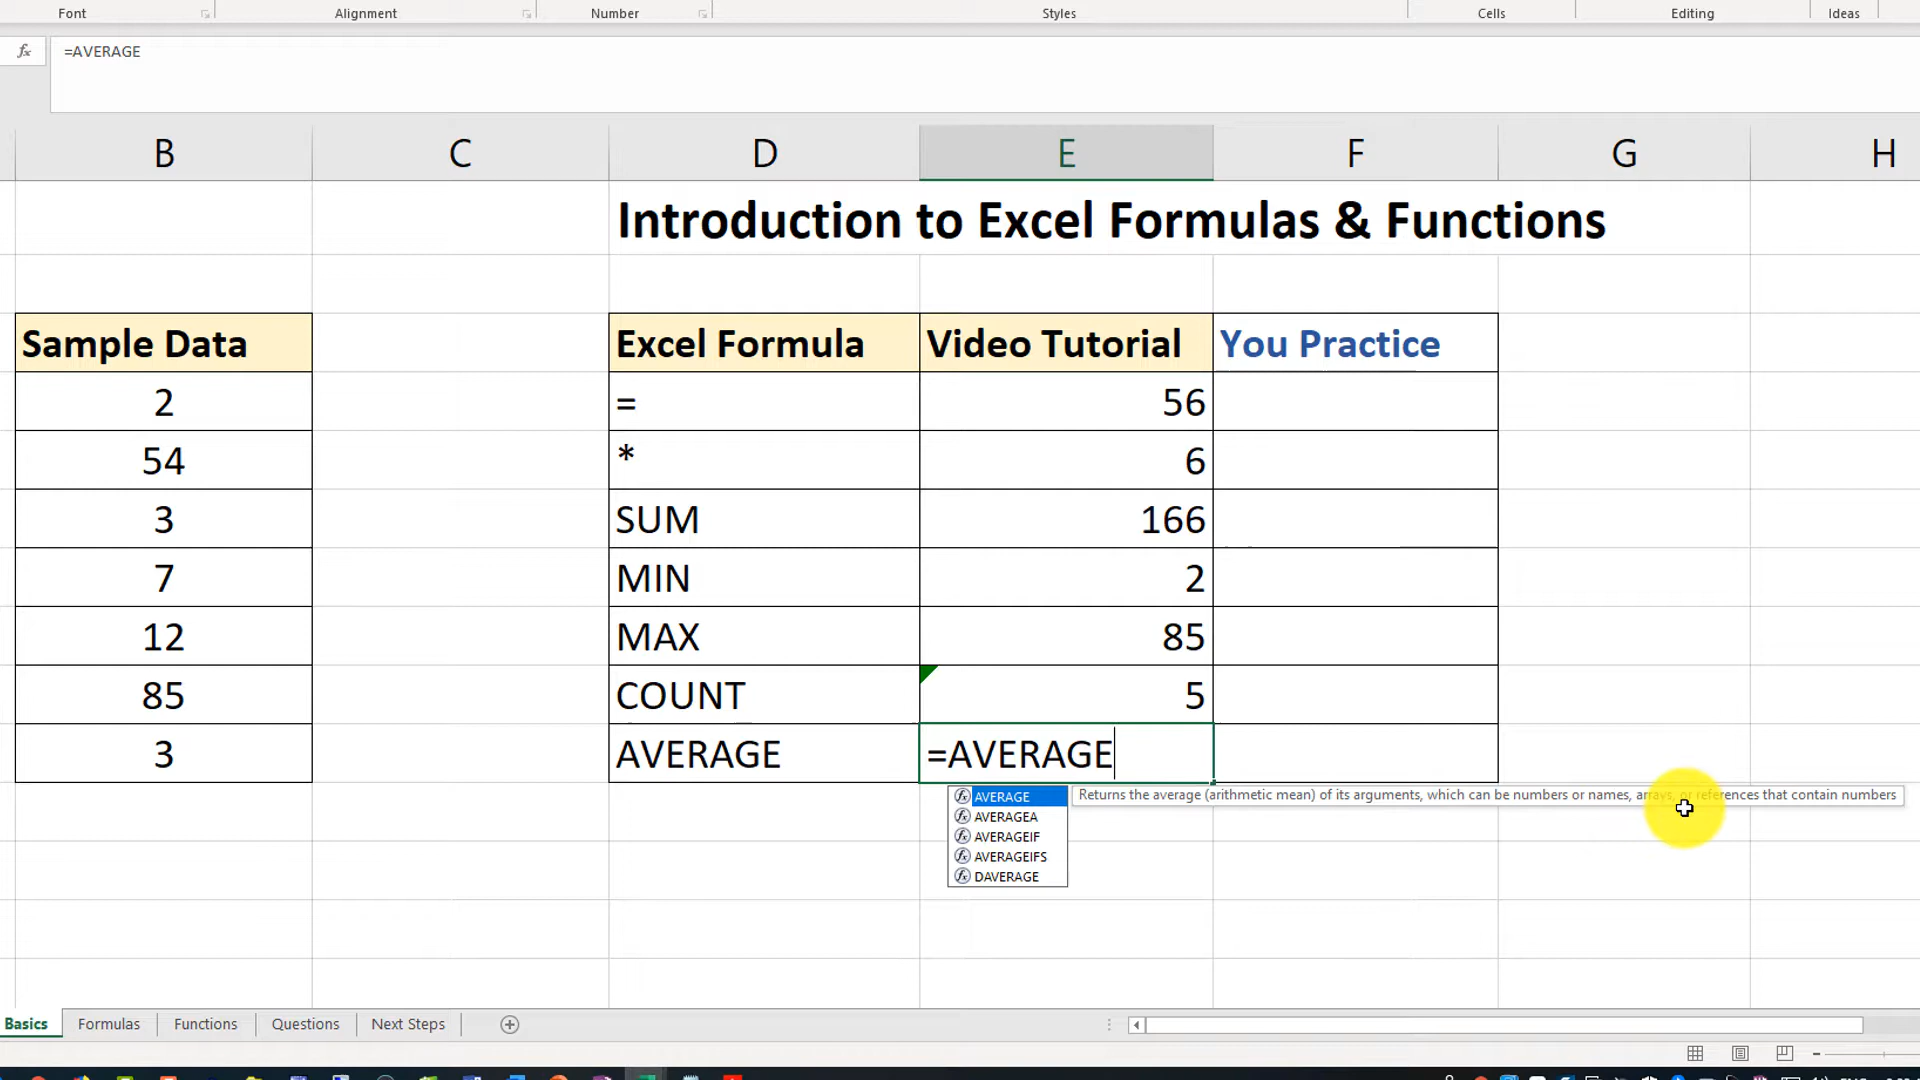 Font Alignment Number Styles Cells Editing Ideas
fx =AVERAGE
B C D E F G H
Introduction to Excel Formulas & Functions
Sample Data Excel Formula Video Tutorial You Practice
2 = 56
54 * 6
3 SUM 166
7 MIN 2
12 MAX 85
85 COUNT 5
3 AVERAGE =AVERAGE
AVERAGE Returns the average (arithmetic mean) of its arguments, which can be numbers or names, arrays, or references that contain numbers
AVERAGEA
AVERAGEIF
AVERAGEIFS
DAVERAGE
Basics Formulas Functions Questions Next Steps